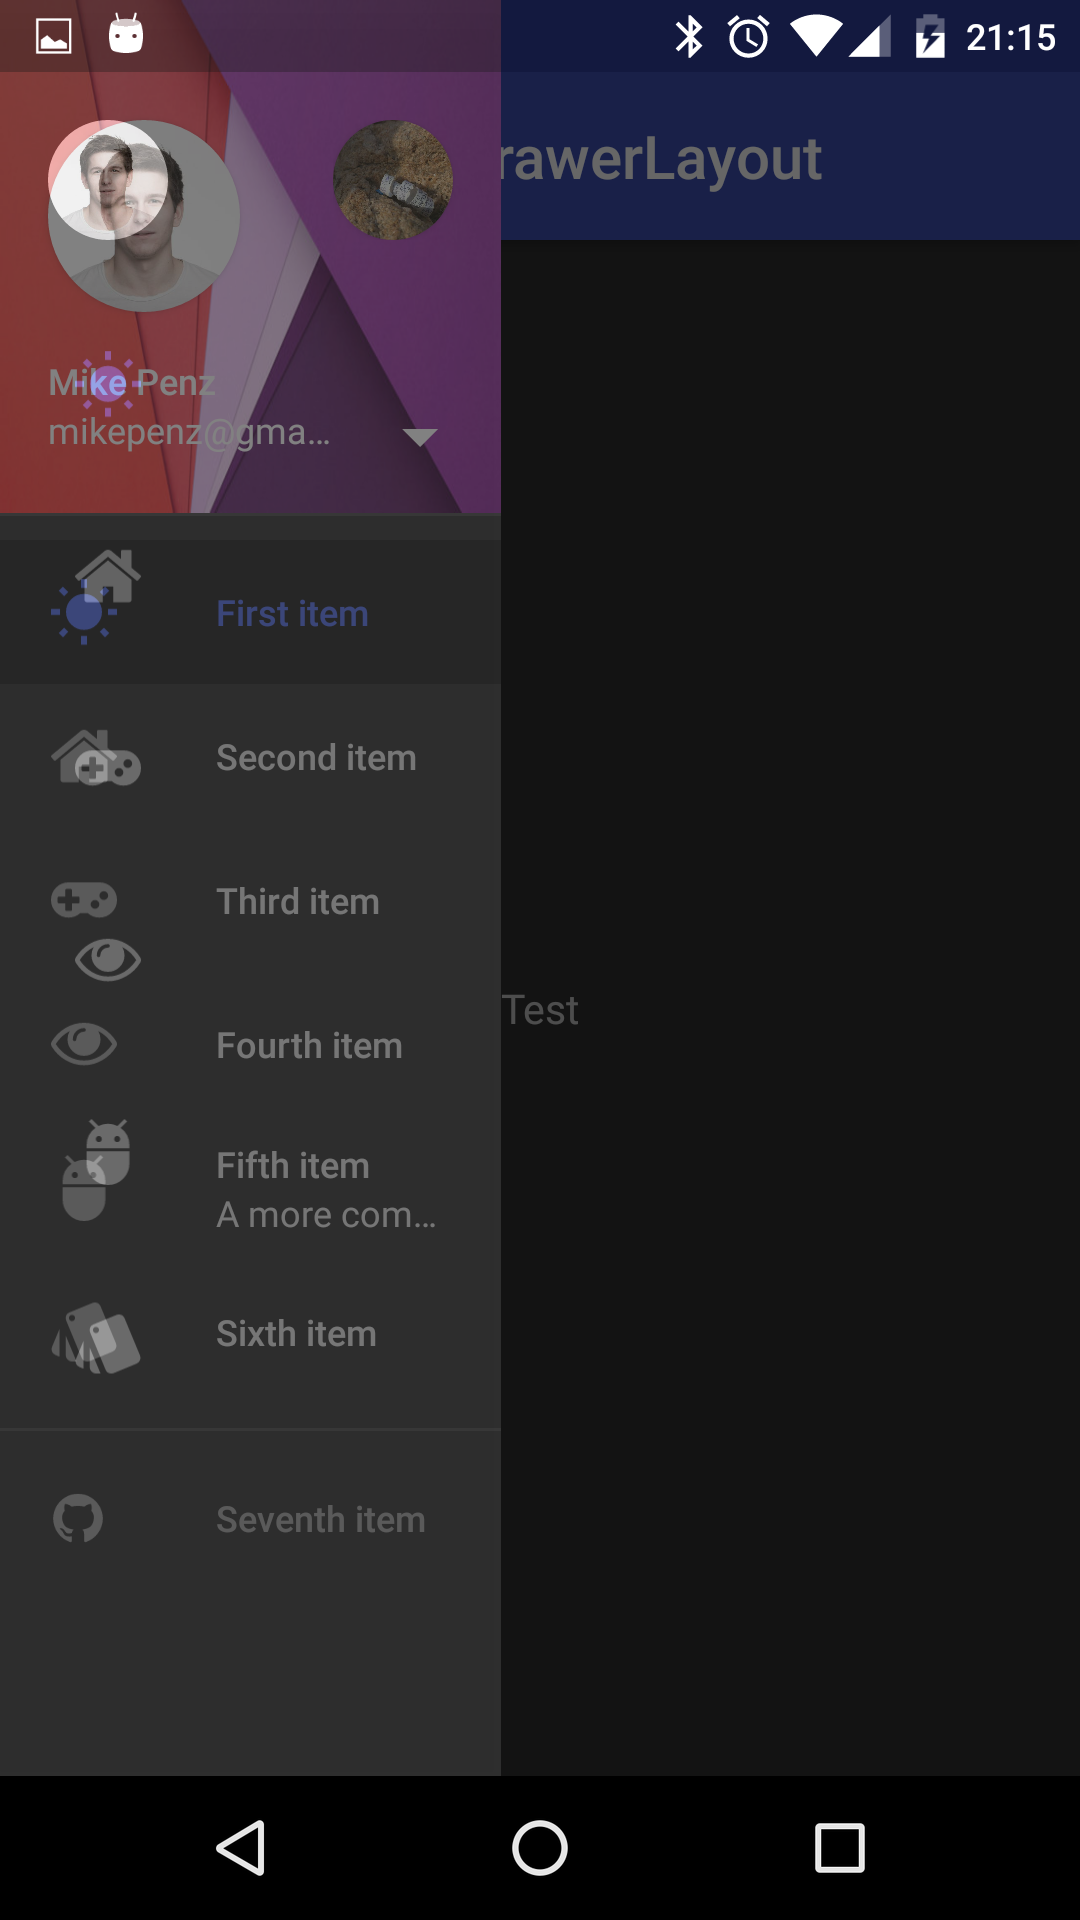 21:15
rawerLayout
Mike Penz
mikepenz@gma...
First item
Second item
Third item
Test
Fourth item
Fifth item
A more com...
Sixth item
Seventh item